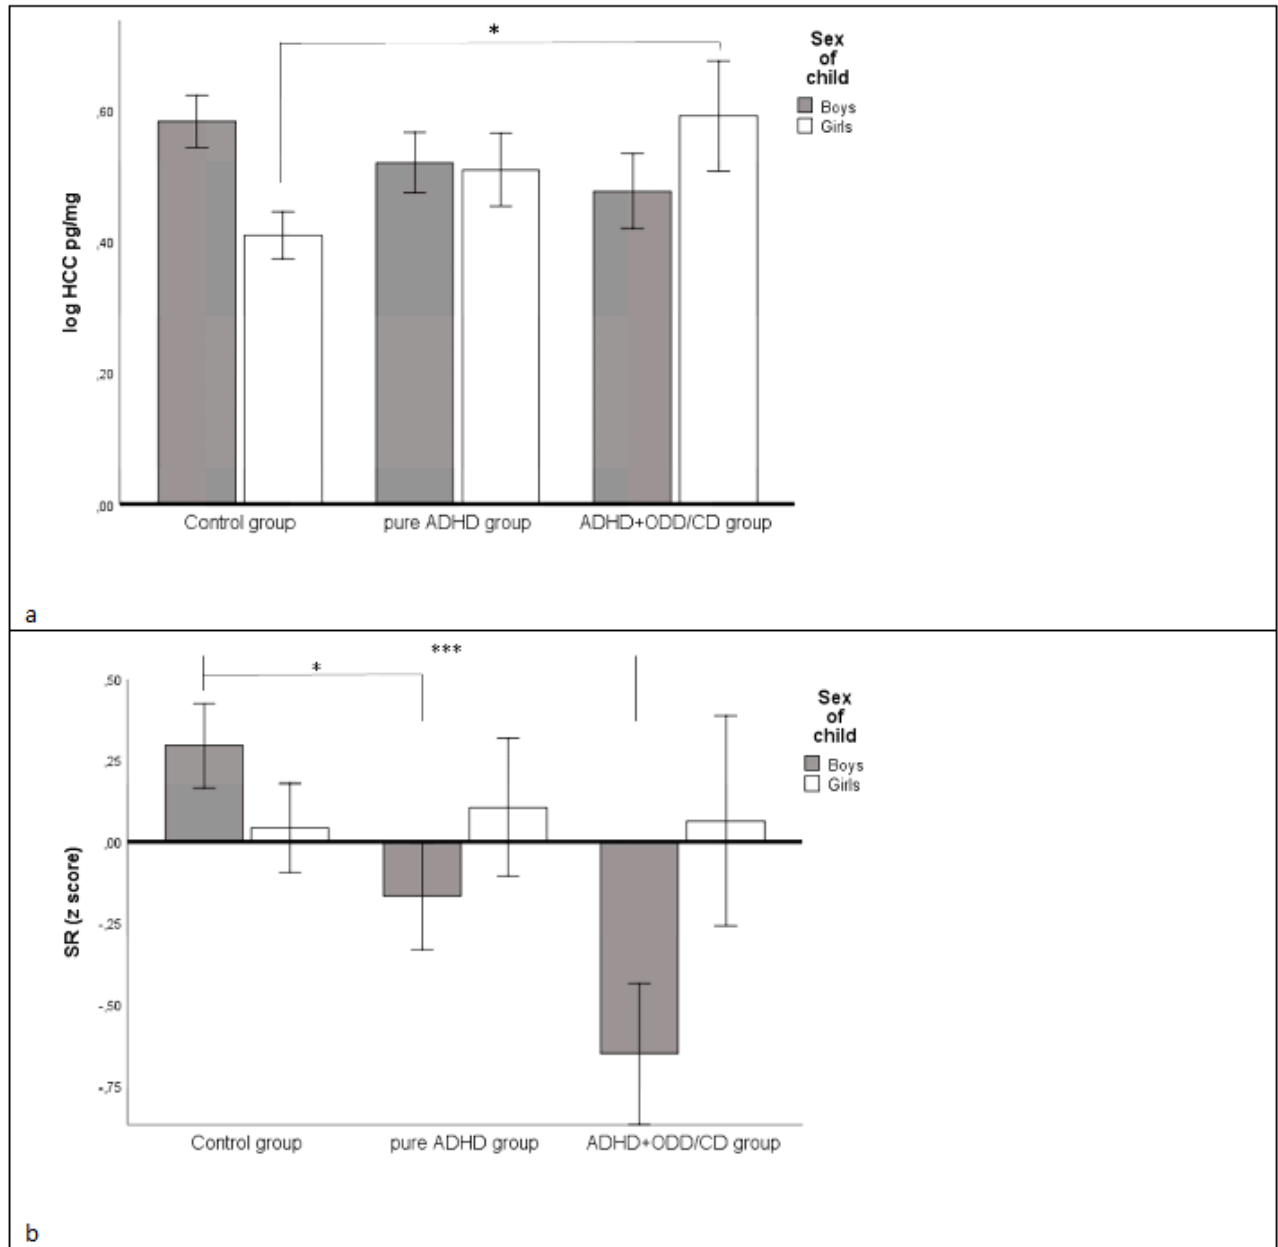 *
Sex
of
child
Boys
Girls
,60
,40
,20
,00
log HCC pg/mg
Control group
pure ADHD group
ADHD+ODD/CD group
a
***
*
Sex
of
child
Boys
Girls
,50
,25
,00
-,25
-,50
-,75
SR (z score)
Control group
pure ADHD group
ADHD+ODD/CD group
b